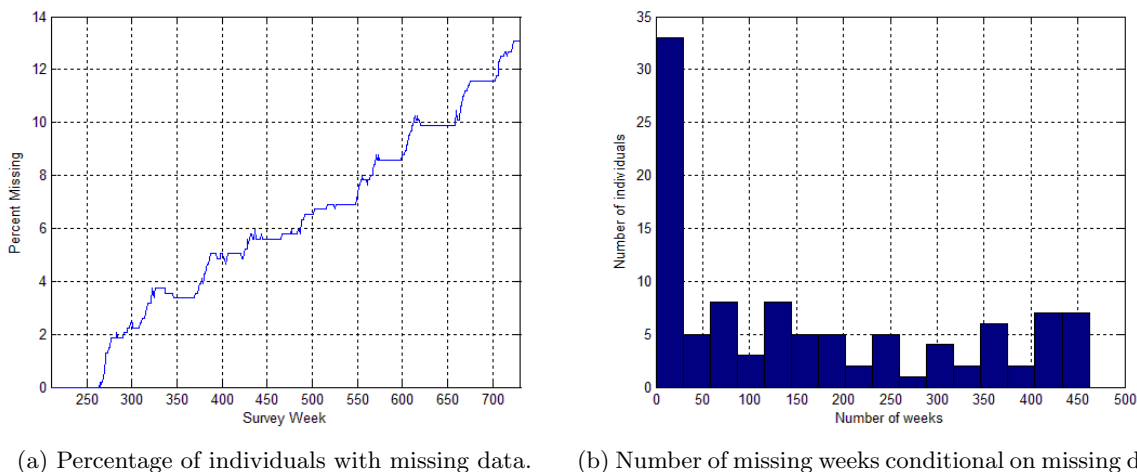 14
12
10
8
6
4
2
0
Percent Missing
250 300 350 400 450 500 550 600 650 700
Survey Week
(a) Percentage of individuals with missing data.
35
30
25
20
15
10
5
0
Number of individuals
0 50 100 150 200 250 300 350 400 450 500
Number of weeks
(b) Number of missing weeks conditional on missing d